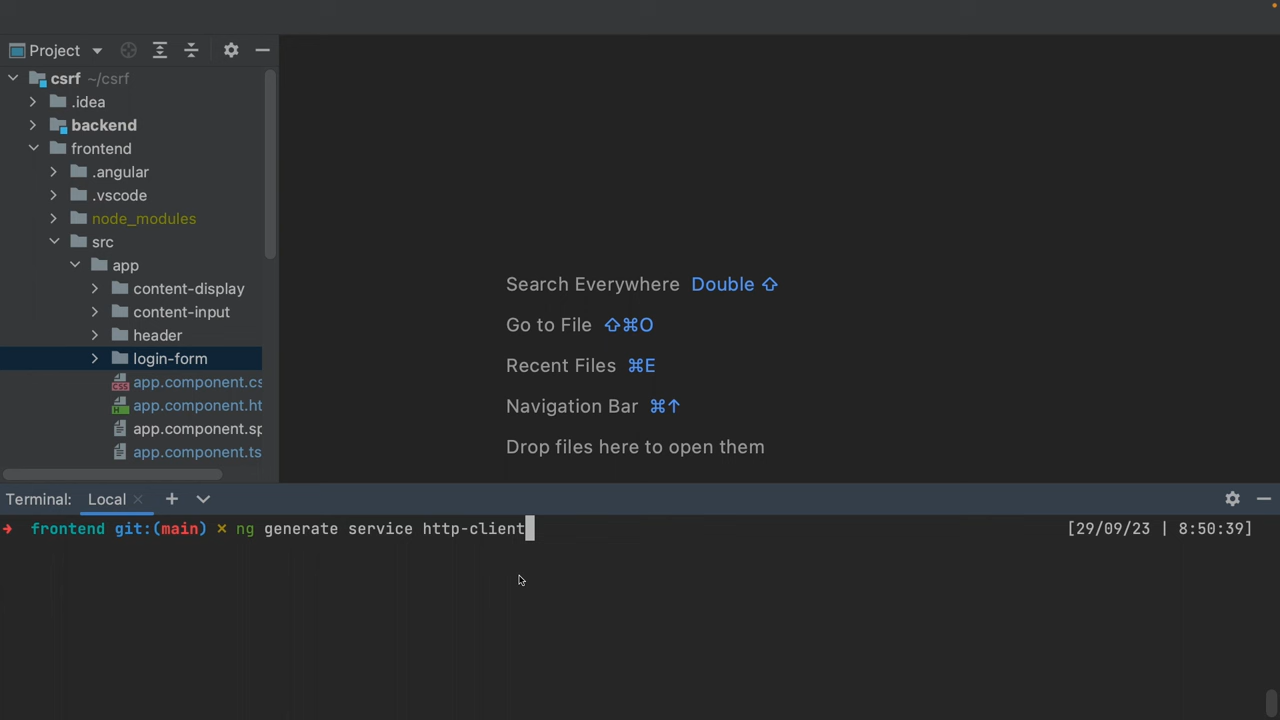 Project
csrf ~/csrf
.idea
backend
frontend
.angular
.vscode
node_modules
src
app
content-display
content-input
header
login-form
app.component.cs
app.component.ht
app.component.sp
app.component.ts
Search Everywhere Double ⇧
Go to File ⇧⌘O
Recent Files ⌘E
Navigation Bar ⌘↑
Drop files here to open them
Terminal: Local × +
➜ frontend git:(main) × ng generate service http-client [29/09/23 | 8:50:39]